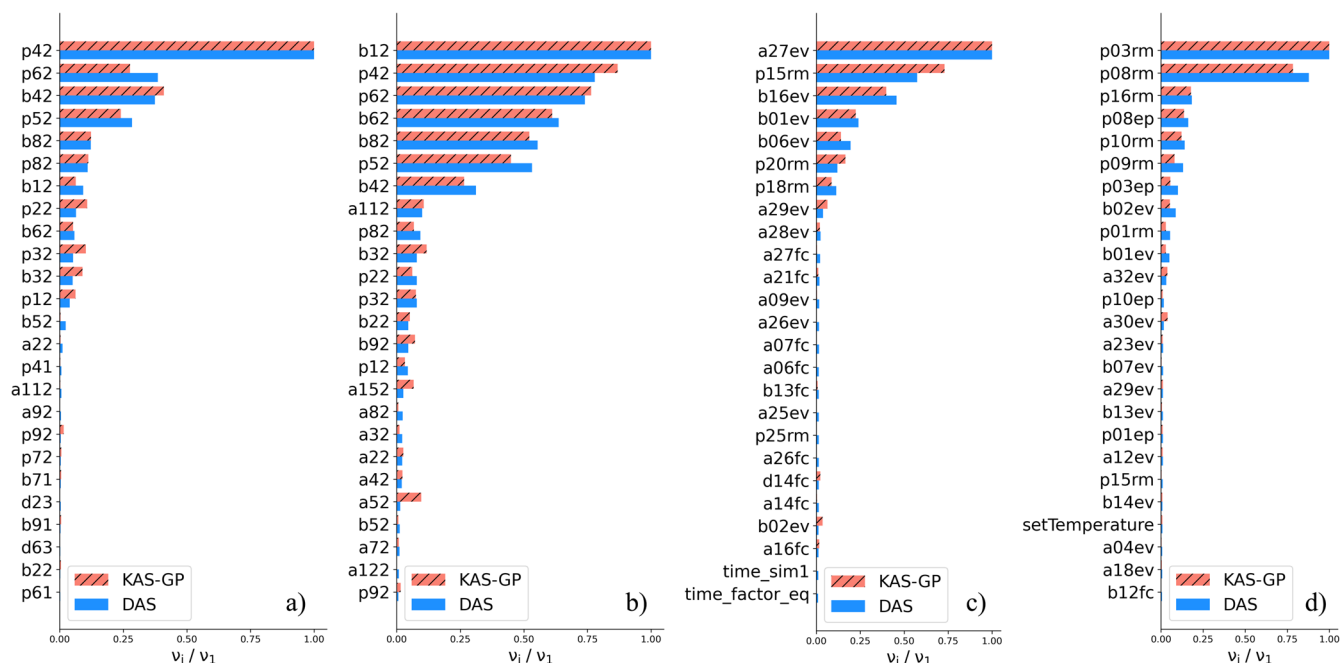 p42
p62
b42
p52
b82
p82
b12
p22
b62
p32
b32
p12
b52
a22
p41
a112
a92
p92
p72
b71
d23
b91
d63
b22
p61
KAS-GP
DAS
a)
0.00 0.25 0.50 0.75 1.00
νi / ν1
b12
p42
p62
b62
b82
p52
b42
a112
p82
b32
p22
p32
b22
b92
p12
a152
a82
a32
a22
a42
a52
b52
a72
a122
p92
KAS-GP
DAS
b)
0.00 0.25 0.50 0.75 1.00
νi / ν1
a27ev
p15rm
b16ev
b01ev
b06ev
p20rm
p18rm
a29ev
a28ev
a27fc
a21fc
a09ev
a26ev
a07fc
a06fc
b13fc
a25ev
p25rm
a26fc
d14fc
a14fc
b02ev
a16fc
time_sim1
time_factor_eq
KAS-GP
DAS
c)
0.00 0.25 0.50 0.75 1.00
νi / ν1
p03rm
p08rm
p16rm
p08ep
p10rm
p09rm
p03ep
b02ev
p01rm
b01ev
a32ev
p10ep
a30ev
a23ev
b07ev
a29ev
b13ev
p01ep
a12ev
p15rm
b14ev
setTemperature
a04ev
a18ev
b12fc
KAS-GP
DAS
d)
0.00 0.25 0.50 0.75 1.00
νi / ν1